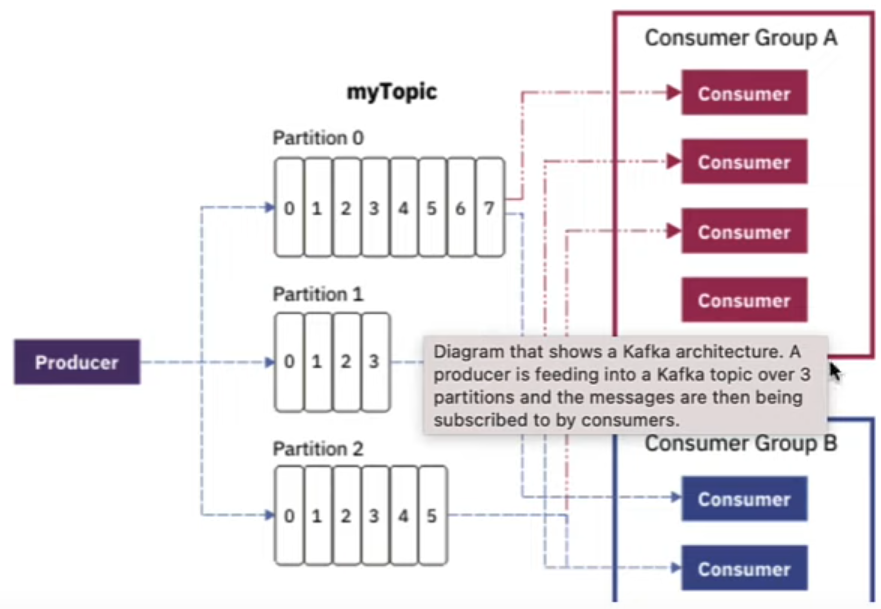 Consumer Group A
Consumer
myTopic
Partition 0
Consumer
0 1 2 3 4 5 6 7
Consumer
Partition 1
Consumer
Producer
0 1 2 3
Diagram that shows a Kafka architecture. A
producer is feeding into a Kafka topic over 3
partitions and the messages are then being
subscribed to by consumers.
Partition 2
Consumer Group B
0 1 2 3 4 5
Consumer
Consumer